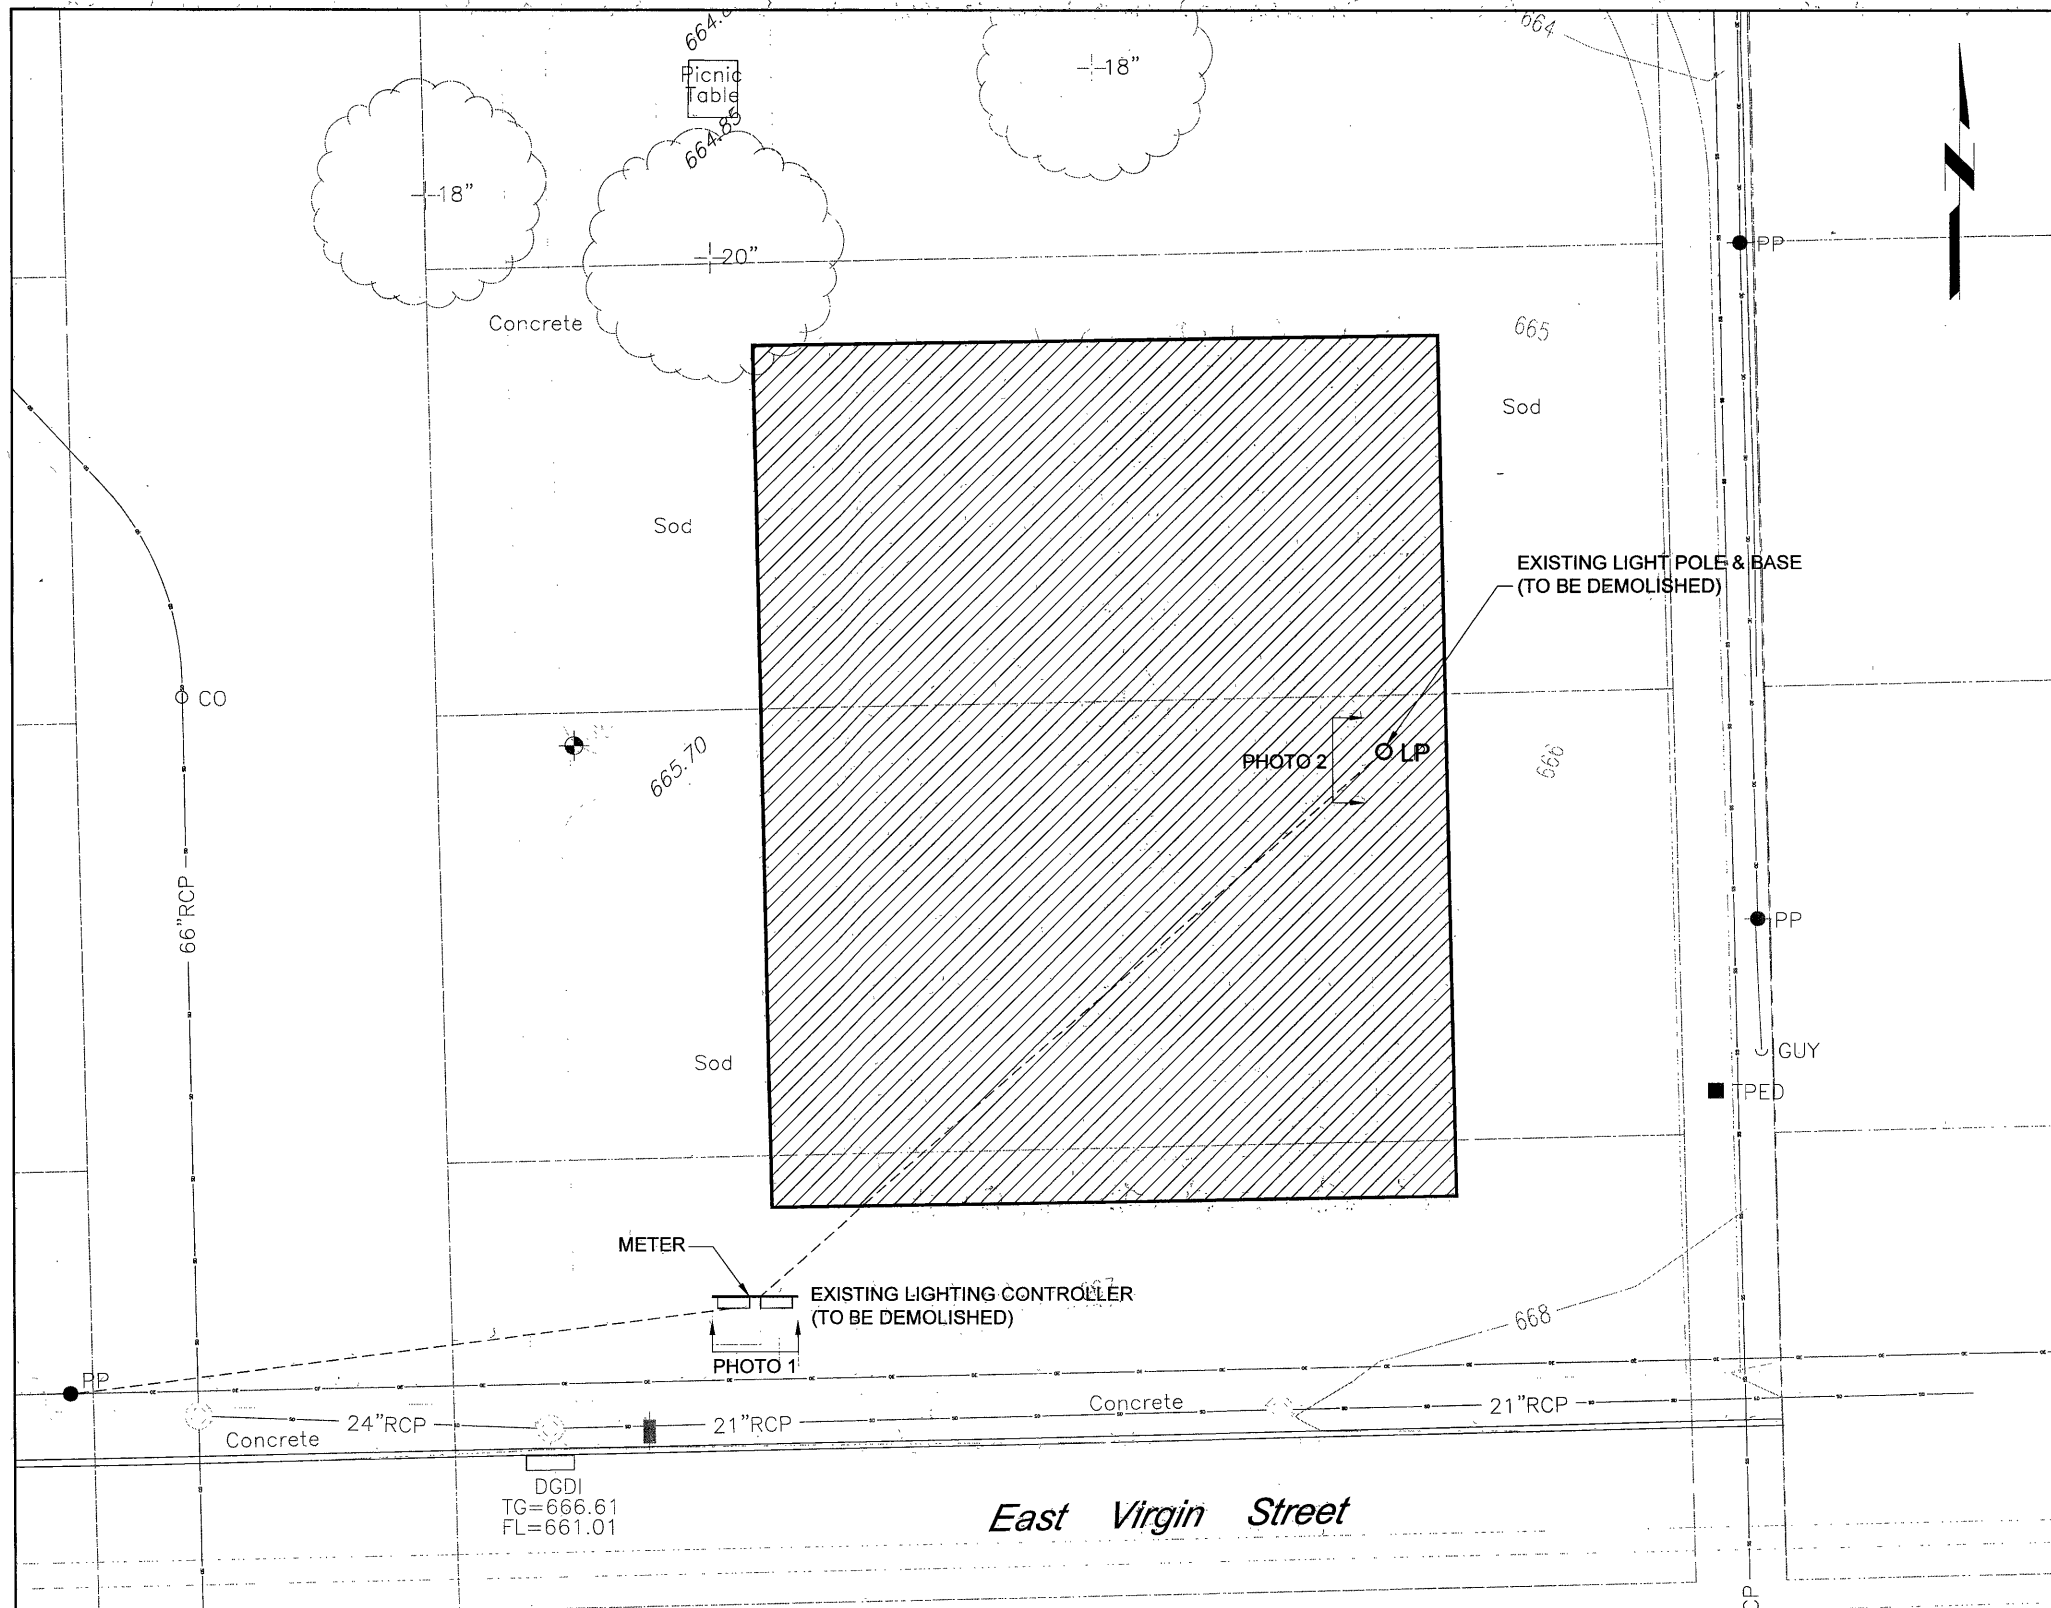 664
18"
Picnic
Table
664.85
18"
20"
PP
Concrete
665
Sod
Sod
EXISTING LIGHT POLE & BASE
(TO BE DEMOLISHED)
CO
665.70
PHOTO 2
LP
666
66"RCP
PP
GUY
Sod
TPED
METER
EXISTING LIGHTING CONTROLLER
(TO BE DEMOLISHED)
667
668
PHOTO 1
PP
Concrete
24"RCP
21"RCP
21"RCP
Concrete
DGDI
TG=666.61
FL=661.01
East Virgin Street